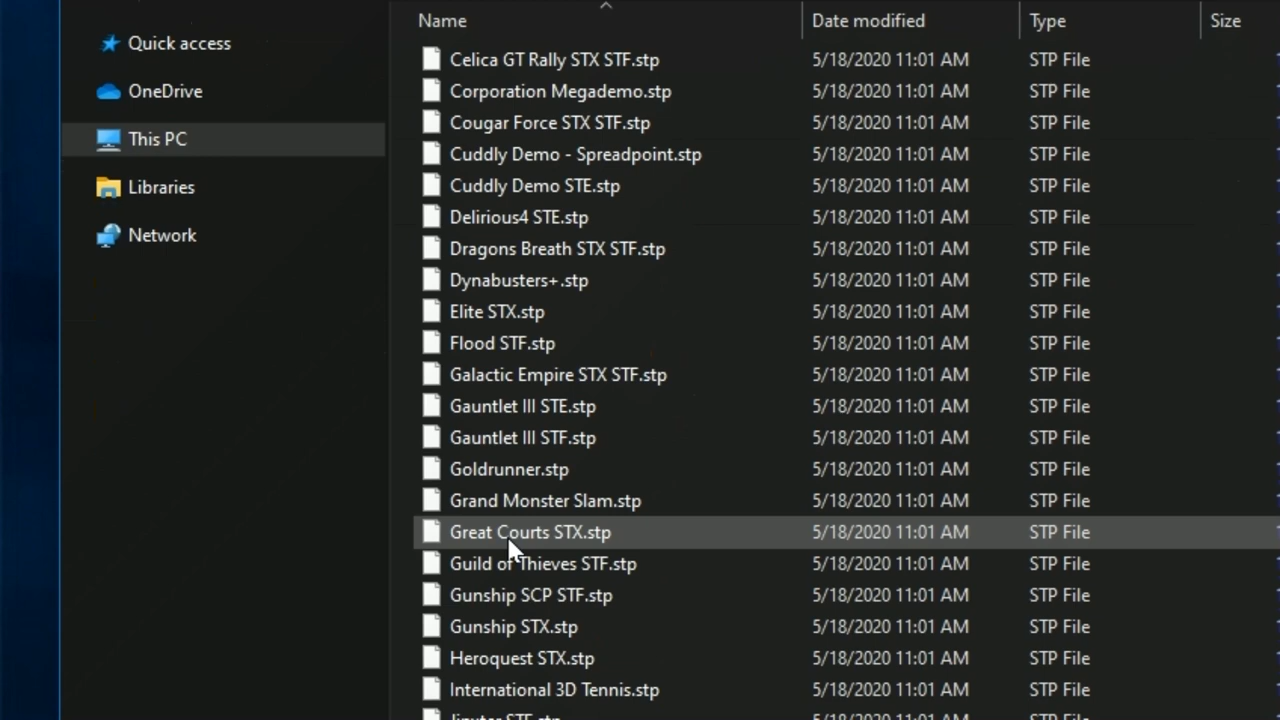 Name Date modified Type Size
Quick access
OneDrive
This PC
Libraries
Network
Celica GT Rally STX STF.stp 5/18/2020 11:01 AM STP File
Corporation Megademo.stp 5/18/2020 11:01 AM STP File
Cougar Force STX STF.stp 5/18/2020 11:01 AM STP File
Cuddly Demo - Spreadpoint.stp 5/18/2020 11:01 AM STP File
Cuddly Demo STE.stp 5/18/2020 11:01 AM STP File
Delirious4 STE.stp 5/18/2020 11:01 AM STP File
Dragons Breath STX STF.stp 5/18/2020 11:01 AM STP File
Dynabusters+.stp 5/18/2020 11:01 AM STP File
Elite STX.stp 5/18/2020 11:01 AM STP File
Flood STF.stp 5/18/2020 11:01 AM STP File
Galactic Empire STX STF.stp 5/18/2020 11:01 AM STP File
Gauntlet III STE.stp 5/18/2020 11:01 AM STP File
Gauntlet III STF.stp 5/18/2020 11:01 AM STP File
Goldrunner.stp 5/18/2020 11:01 AM STP File
Grand Monster Slam.stp 5/18/2020 11:01 AM STP File
Great Courts STX.stp 5/18/2020 11:01 AM STP File
Guild of Thieves STF.stp 5/18/2020 11:01 AM STP File
Gunship SCP STF.stp 5/18/2020 11:01 AM STP File
Gunship STX.stp 5/18/2020 11:01 AM STP File
Heroquest STX.stp 5/18/2020 11:01 AM STP File
International 3D Tennis.stp 5/18/2020 11:01 AM STP File